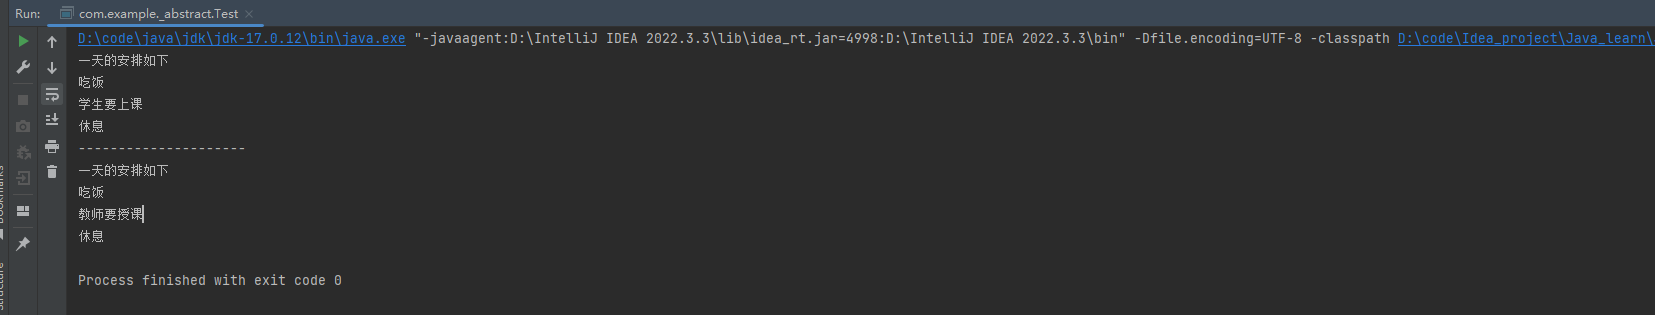 Run: com.example._abstract.Test
D:\code\java\jdk\jdk-17.0.12\bin\java.exe "-javaagent:D:\IntelliJ IDEA 2022.3.3\lib\idea_rt.jar=4998:D:\IntelliJ IDEA 2022.3.3\bin" -Dfile.encoding=UTF-8 -classpath D:\code\Idea_project\Java_learn\
一天的安排如下
吃饭
学生要上课
休息
---------------------
一天的安排如下
吃饭
教师要授课
休息
Process finished with exit code 0